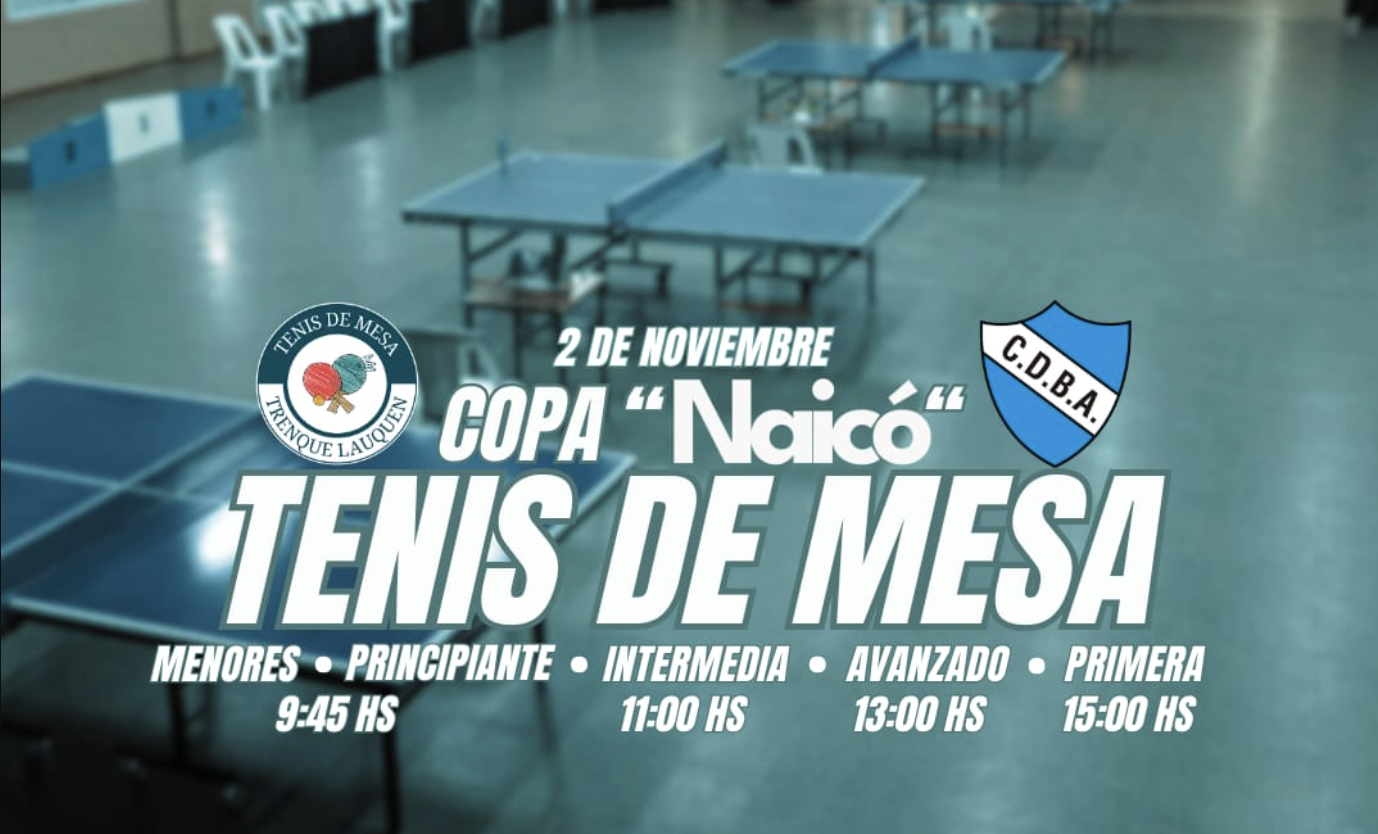 TENIS DE MESA
TRENQUE LAUQUEN
2 DE NOVIEMBRE
COPA “Naicó“
C.D.B.A.
TENIS DE MESA
MENORES • PRINCIPIANTE • INTERMEDIA • AVANZADO • PRIMERA
9:45 HS 11:00 HS 13:00 HS 15:00 HS